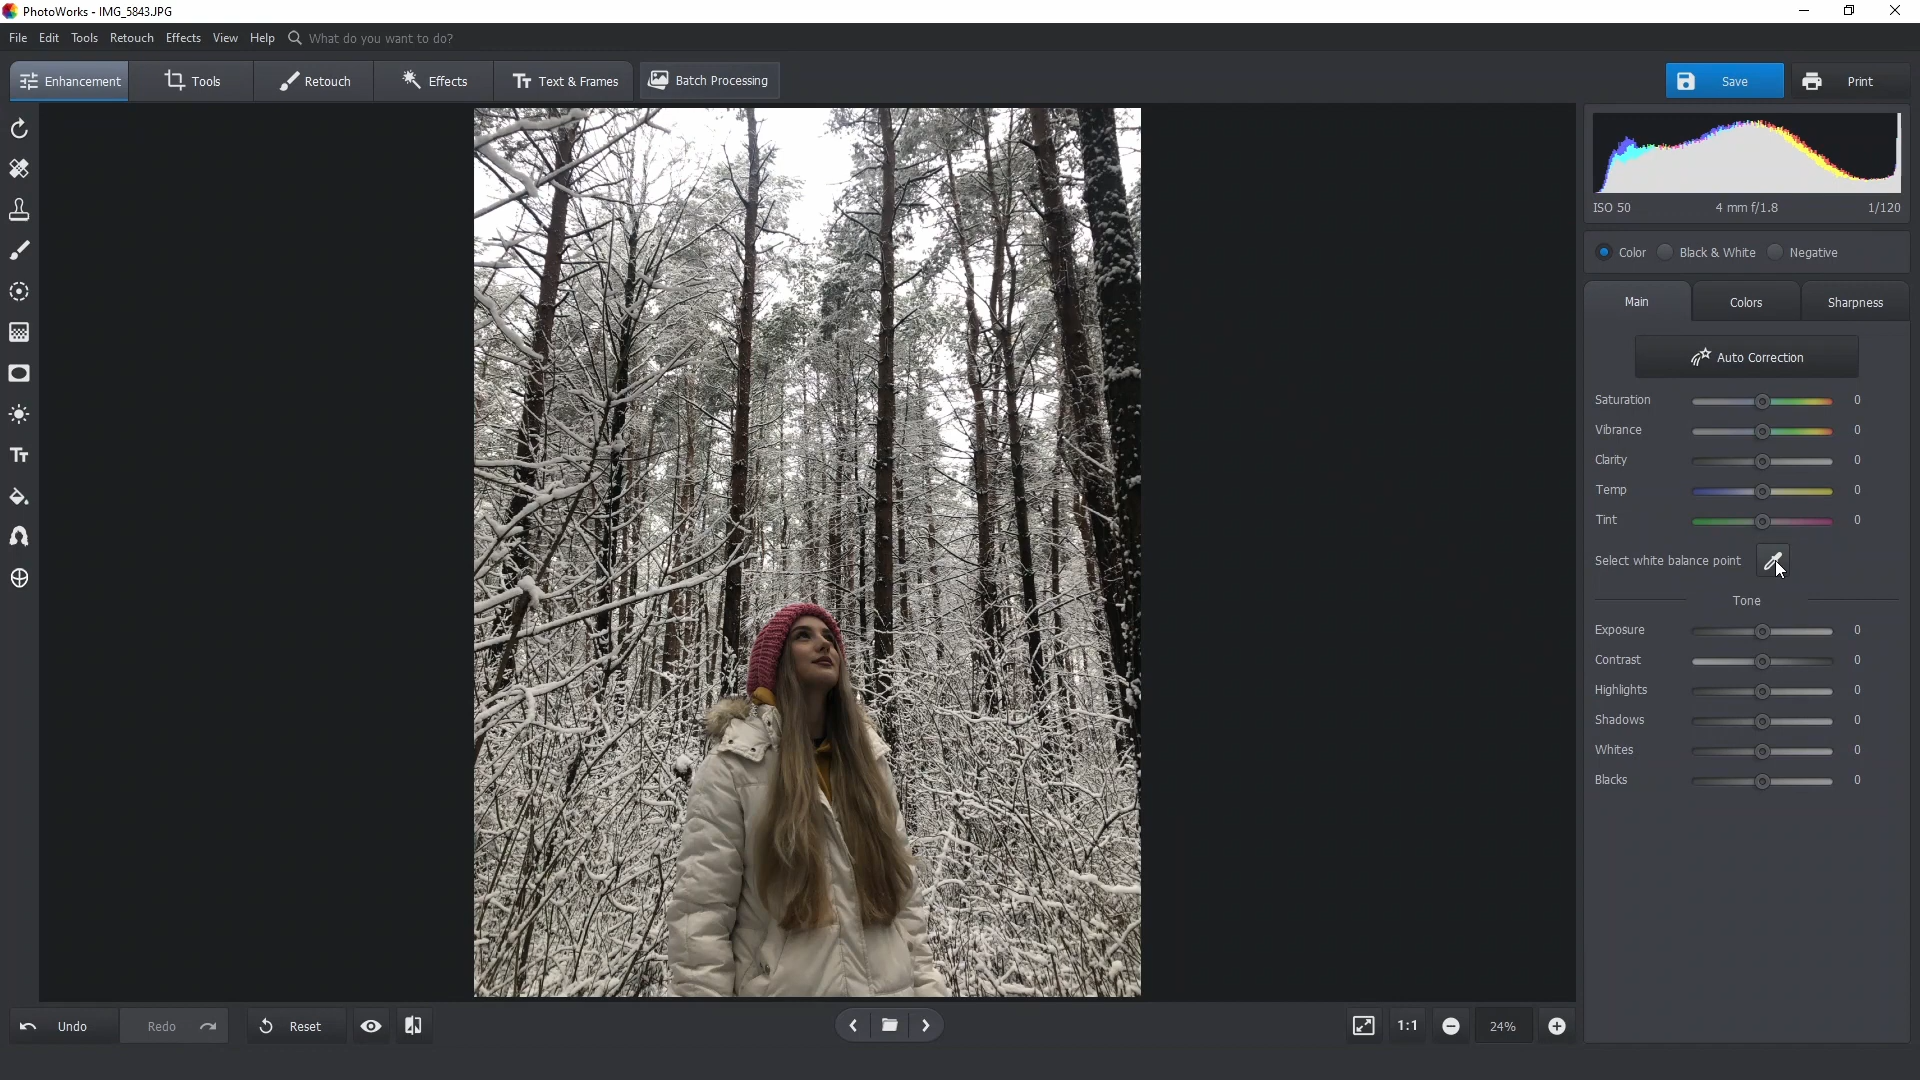 PhotoWorks - IMG_5843.JPG
File Edit Tools Retouch Effects View Help What do you want to do?
Enhancement Tools Retouch Effects Text & Frames Batch Processing Save Print
ISO 50 4 mm f/1.8 1/120
Color Black & White Negative
Main Colors Sharpness
Auto Correction
Saturation 0
Vibrance 0
Clarity 0
Temp 0
Tint 0
Select white balance point
Tone
Exposure 0
Contrast 0
Highlights 0
Shadows 0
Whites 0
Blacks 0
Undo Redo Reset 1:1 24%